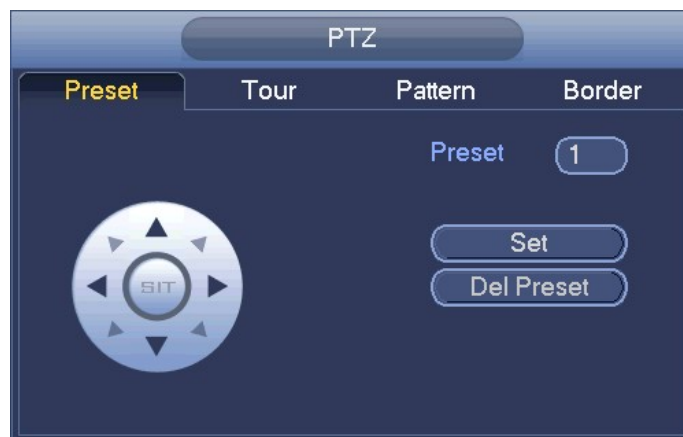 PTZ
Preset Tour Pattern Border
Preset 1
SIT
Set
Del Preset